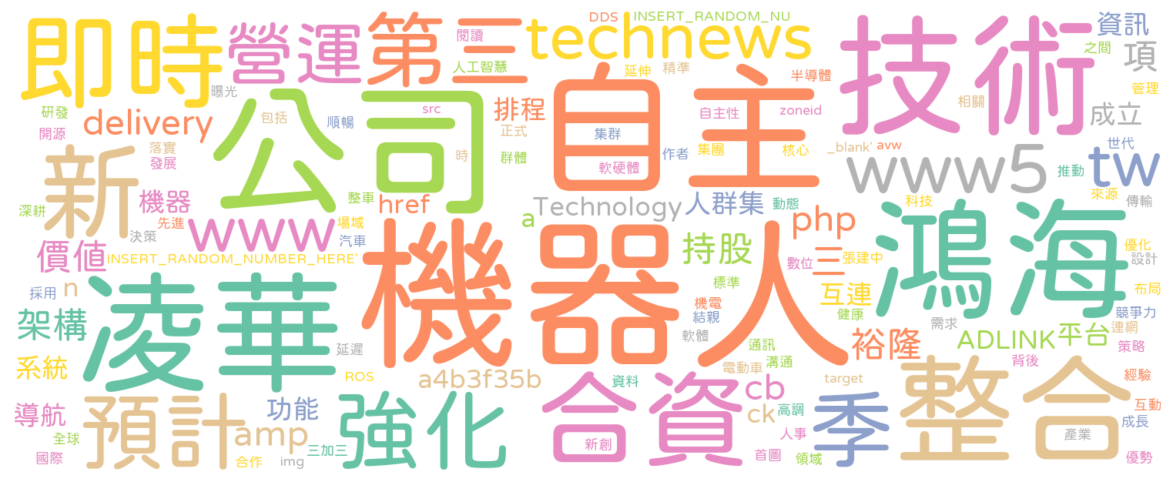 即時
營運
第三
technews
DDS
INSERT_RANDOM_NU
技術
資訊
之間
項
閱讀
人工智慧
延伸
精準
半導體
管理
曝光
研發
開源
delivery
公司
包括
順暢
src
排程
正式
自主
集群
自主性
zoneid
相關
成立
落實
發展
時
群體
軟硬體
作者
集團
核心
_blank`
avw
世代
新
機器
www5
推動
tw
深耕
先進
整車
href
Technology
人群集
動態
php
科技
來源
傳輸
決策
www
場域
a
價值
INSERT_RANDOM_NUMBER_HERE`
汽車
機器人
持股
數位
三
張建中
鴻海
優化
設計
採用
n
凌華
標準
互連
布局
架構
機電
結親
健康
需求
競爭力
連網
延遲
軟體
裕隆
ADLINK
平台
策略
系統
通訊
溝通
背後
ROS
a4b3f35b
電動車
資料
target
整合
經驗
預計
功能
強化
合資
cb
ck
高調
季
互動
導航
amp
成長
全球
人事
產業
國際
合作
img
三加三
新創
首圖
領域
優勢